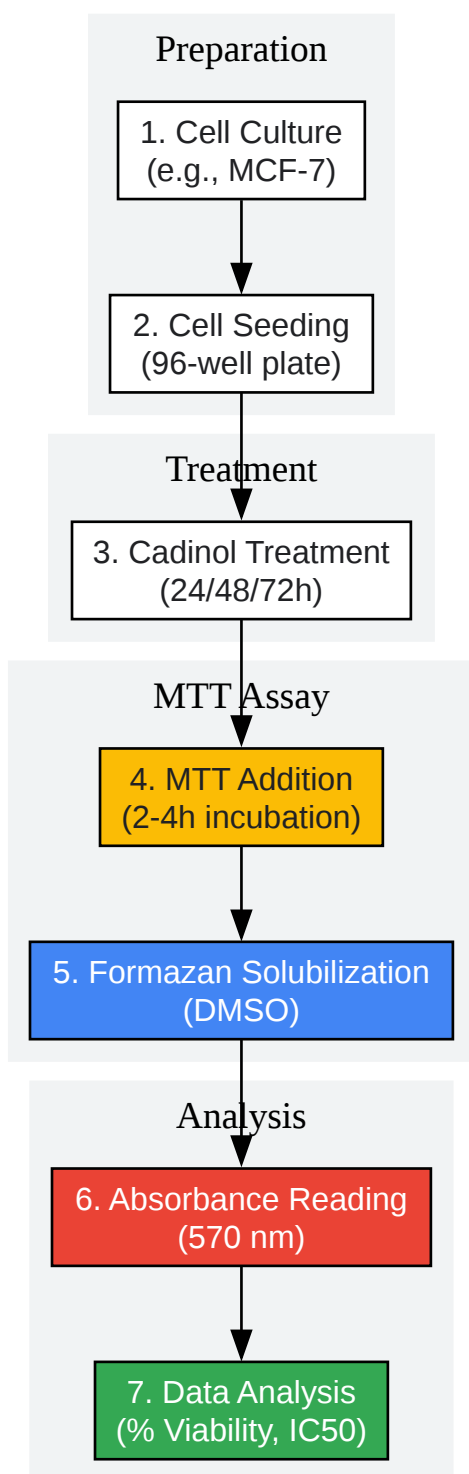 Preparation
1. Cell Culture
(e.g., MCF-7)
2. Cell Seeding
(96-well plate)
Treatment
3. Cadinol Treatment
(24/48/72h)
MTT Assay
4. MTT Addition
(2-4h incubation)
5. Formazan Solubilization
(DMSO)
Analysis
6. Absorbance Reading
(570 nm)
7. Data Analysis
(% Viability, IC50)